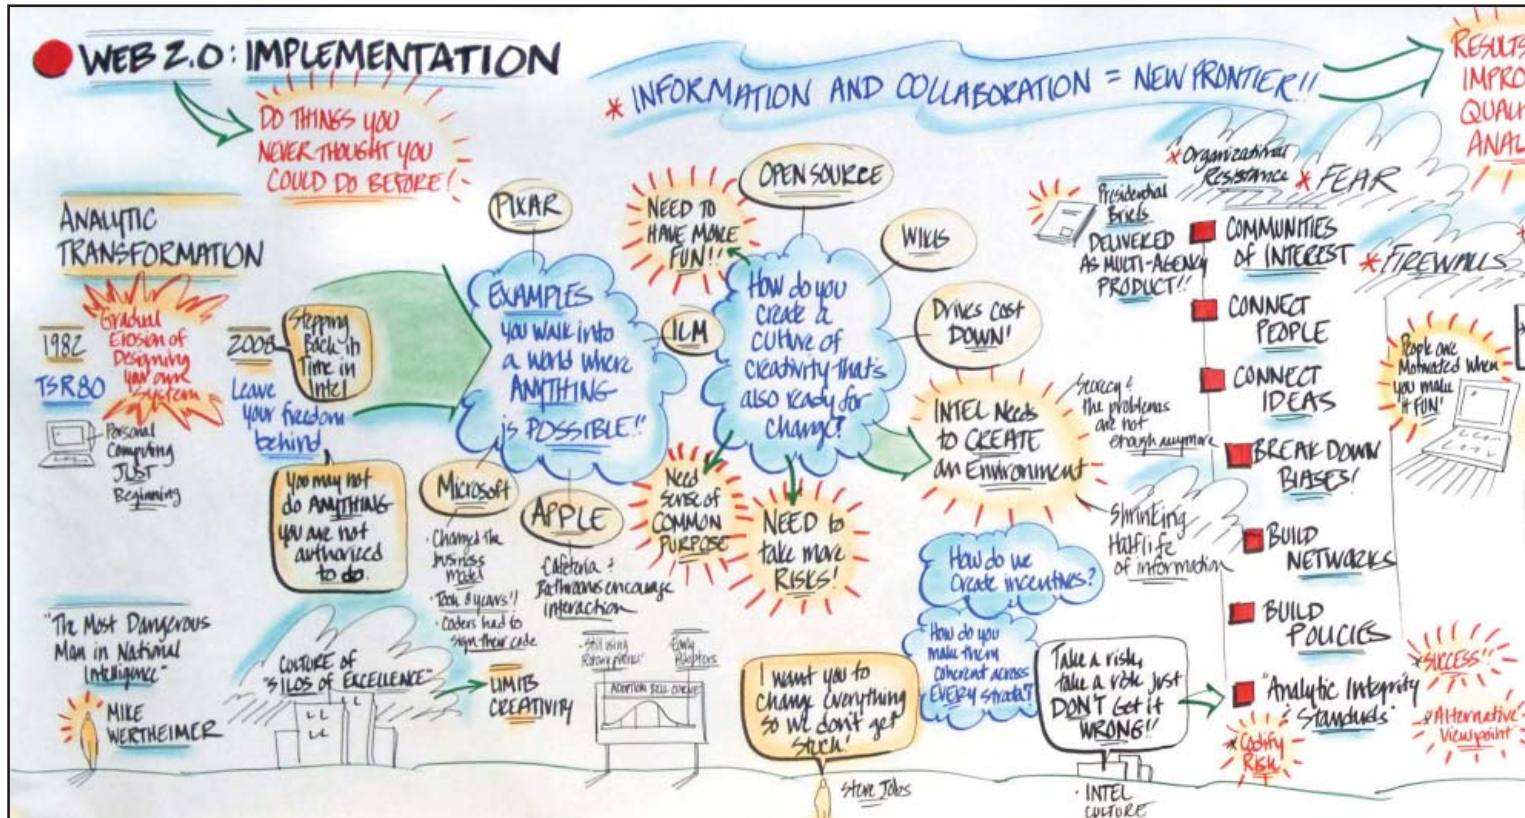 WEB 2.0: IMPLEMENTATION
DO THINGS YOU
NEVER THOUGHT YOU
COULD DO BEFORE!
* INFORMATION AND COLLABORATION = NEW FRONTIER!!
RESULTS
IMPRO
QUALI
ANAL
ANALYTIC
TRANSFORMATION
1982
TSR80
Gradual
Erosion of
Designing
your own
System
Personal
Computing
JUST
Beginning
2008
Stepping
Back in
Time in
Intel
Leave
your freedom
behind
You may not
do ANYTHING
you are not
authorized
to do.
PIXAR
EXAMPLES
you walk into
a world where
ANYTHING
is POSSIBLE!!
ILM
Microsoft
• Changed the
business
model
• Took 8 years!!
• Coders had to
sign their code
APPLE
Cafeteria &
Bathrooms encourage
interaction
NEED TO
HAVE MORE
FUN!!
OPEN SOURCE
WIKIS
Drives cost
DOWN!
How do you
create a
culture of
creativity that's
also ready for
change?
Need
Sense of
COMMON
PURPOSE
NEED to
take more
RISKS!
INTEL Needs
to CREATE
an Environment
Secrecy &
the problems
are not
enough anymore
Shrinking
Halflife
of information
Presidential
Briefs
DELIVERED
AS MULTI-AGENCY
PRODUCT!!
* Organizational
Resistance
* FEAR
* FIREWALLS
COMMUNITIES
OF INTEREST
CONNECT
PEOPLE
CONNECT
IDEAS
BREAK DOWN
BIASES!
BUILD
NETWORKS
BUILD
POLICIES
"Analytic Integrity
& Standards"
People are
Motivated when
you make
it FUN!
"The Most Dangerous
Man in National
Intelligence"
MIKE
WERTHEIMER
CULTURE OF
"SILOS OF EXCELLENCE"
LIMITS
CREATIVITY
Early
Adopters
ADOPTION BELL CURVE
I want you to
change everything
so we don't get
stuck!
Steve Jobs
How do we
Create incentives?
How do you
make them
Coherent across
EVERY strata?
Take a risk,
take a risk just
DON'T Get it
WRONG!!
• INTEL
CULTURE
* Codify
Risk
* SUCCESS!!
* "Alternative"
Viewpoint